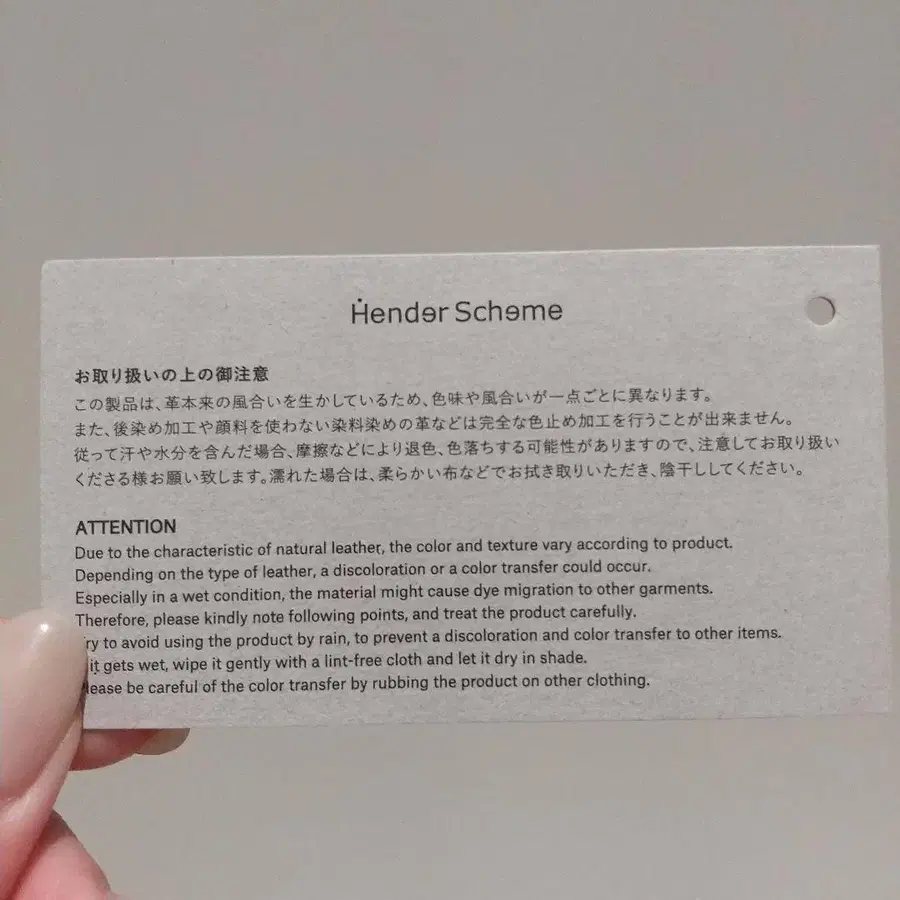 Hender Scheme
お取り扱いの上の御注意
この製品は、革本来の風合いを生かしているため、色味や風合いが一点ごとに異なります。
また、後染め加工や顔料を使わない染料染めの革などは完全な色止め加工を行うことが出来ません。
従って汗や水分を含んだ場合、摩擦などにより退色、色落ちする可能性がありますので、注意してお取り扱い
くださる様お願い致します。濡れた場合は、柔らかい布などでお拭き取りいただき、陰干ししてください。
ATTENTION
Due to the characteristic of natural leather, the color and texture vary according to product.
Depending on the type of leather, a discoloration or a color transfer could occur.
Especially in a wet condition, the material might cause dye migration to other garments.
Therefore, please kindly note following points, and treat the product carefully.
ry to avoid using the product by rain, to prevent a discoloration and color transfer to other items.
it gets wet, wipe it gently with a lint-free cloth and let it dry in shade.
lease be careful of the color transfer by rubbing the product on other clothing.